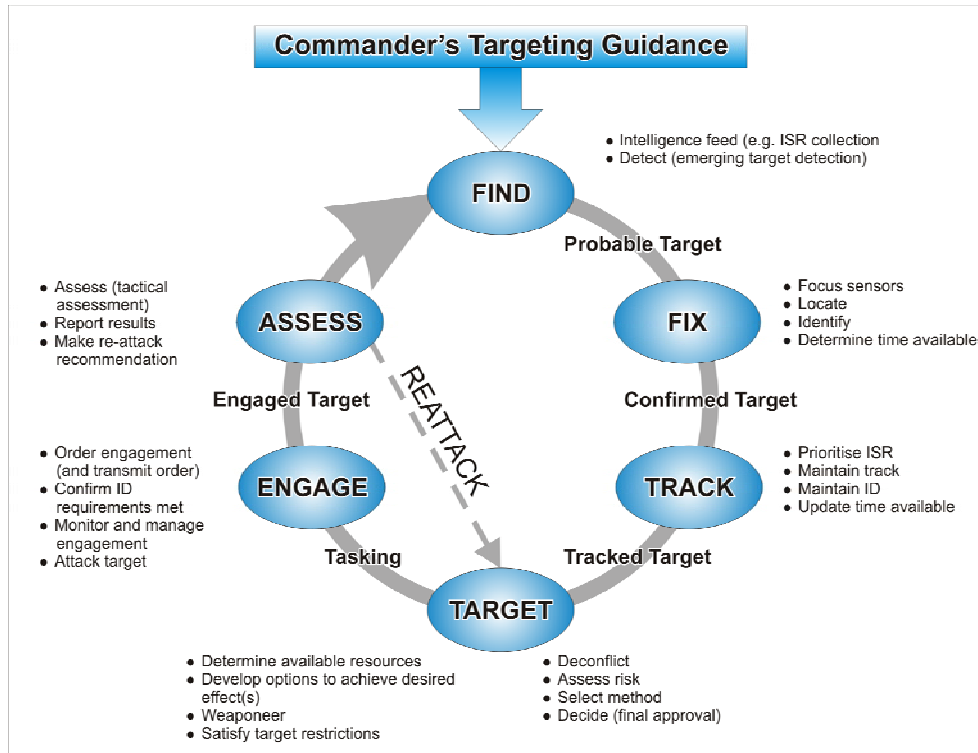 Commander's Targeting Guidance
● Intelligence feed (e.g. ISR collection
● Detect (emerging target detection)
FIND
Probable Target
● Focus sensors
● Locate
● Identify
● Determine time available
FIX
Confirmed Target
● Prioritise ISR
● Maintain track
● Maintain ID
● Update time available
TRACK
Tracked Target
TARGET
● Determine available resources
● Develop options to achieve desired
effect(s)
● Weaponeer
● Satisfy target restrictions
● Deconflict
● Assess risk
● Select method
● Decide (final approval)
Tasking
ENGAGE
● Order engagement
(and transmit order)
● Confirm ID
requirements met
● Monitor and manage
engagement
● Attack target
Engaged Target
ASSESS
● Assess (tactical
assessment)
● Report results
● Make re-attack
recommendation
REATTACK